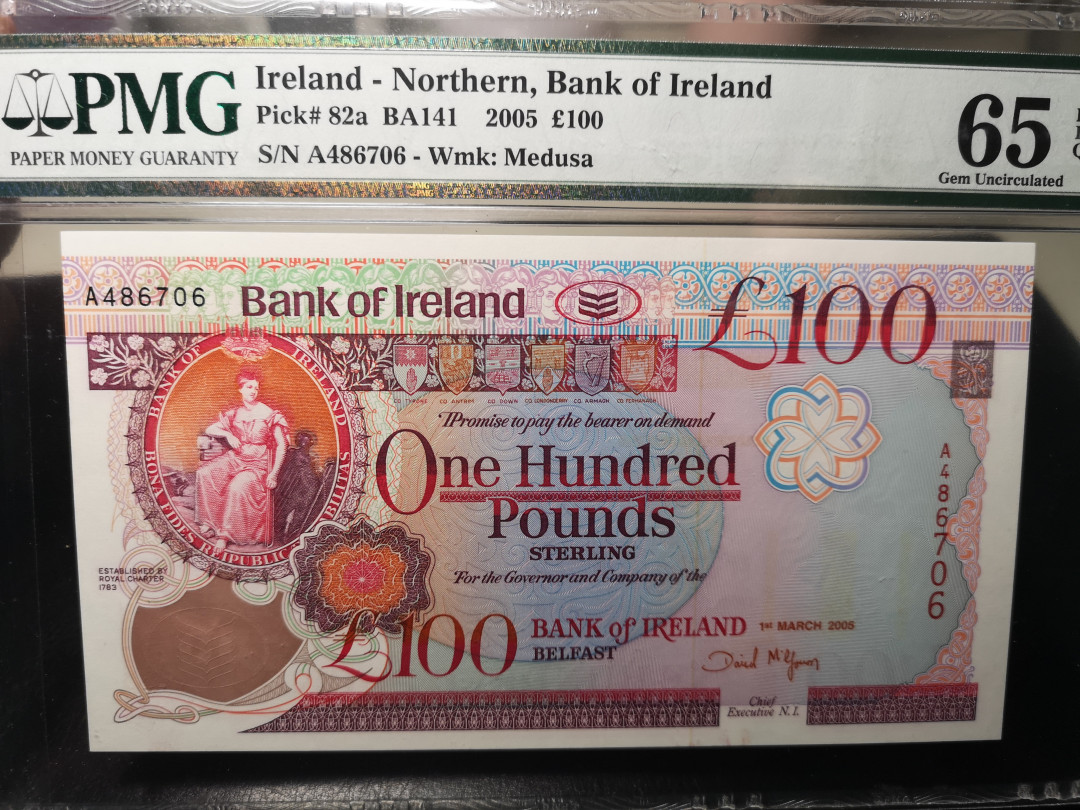 PMG
PAPER MONEY GUARANTY
Ireland - Northern, Bank of Ireland
Pick# 82a BA141 2005 £100
S/N A486706 - Wmk: Medusa
65
Gem Uncirculated
PMG
PMG
A486706
Bank of Ireland
£100
BANK OF IRELAND
BONA FIDES REIPUBLICÆ STABILITAS
CO TYRONE CO ANTRIM CO DOWN CO LONDONDERRY CO ARMAGH CO FERMANAGH
I Promise to pay the bearer on demand
One Hundred
Pounds
STERLING
For the Governor and Company of the
BANK of IRELAND
BELFAST
1ST MARCH 2005
£100
ESTABLISHED BY
ROYAL CHARTER
1783
A486706
Chief
Executive N.I.